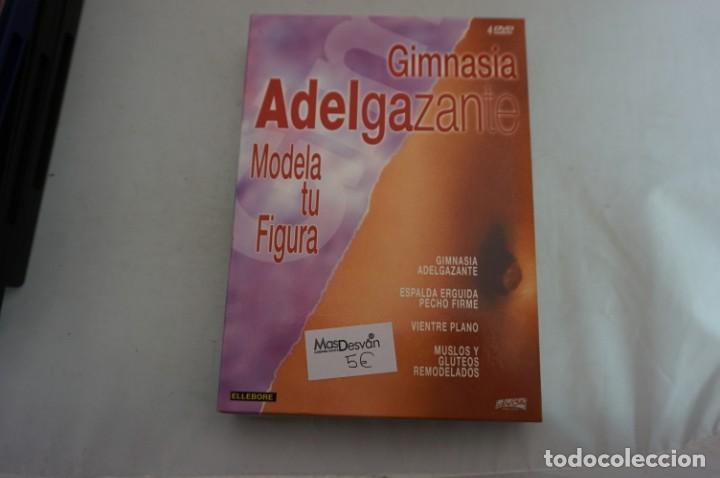 4 DVD
Gimnasia
Adelgazante
Modela
tu
Figura
GIMNASIA
ADELGAZANTE
ESPALDA ERGUIDA
PECHO FIRME
VIENTRE PLANO
MUSLOS Y
GLUTEOS
REMODELADOS
MasDesván
5€
ELLEBORE
todocoleccion.net